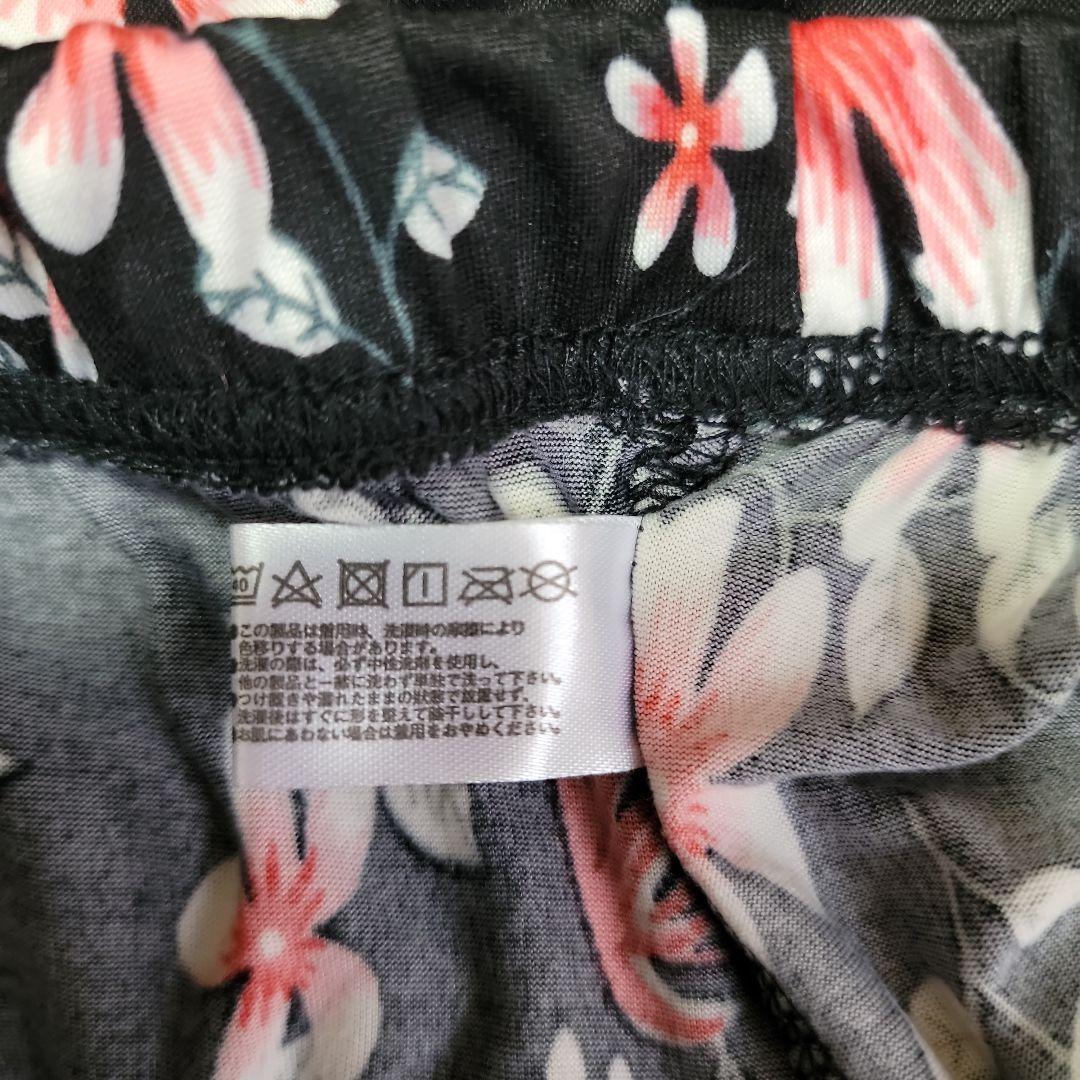 40
この製品は着用時、洗濯時の摩擦により
色移りする場合があります。
洗濯の際は、必ず中性洗剤を使用し、
他の製品と一緒に洗わず単独で洗って下さい。
つけ置きや濡れたままの状態で放置せず、
洗濯後はすぐに形を整えて陰干しして下さい。
お肌にあわない場合は着用をおやめください。